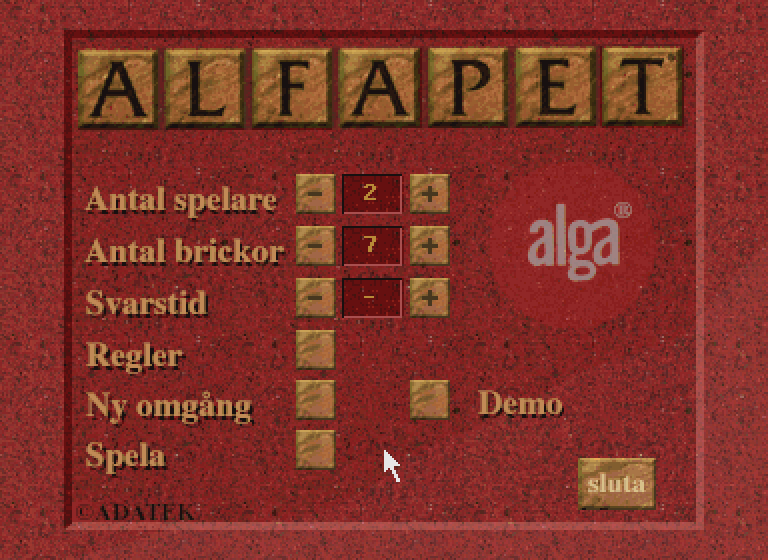 ALFAPET®
Antal spelare - 2 +
alga®
Antal brickor - 7 +
Svarstid - - +
Regler
Ny omgång Demo
Spela
sluta
© ADATEK